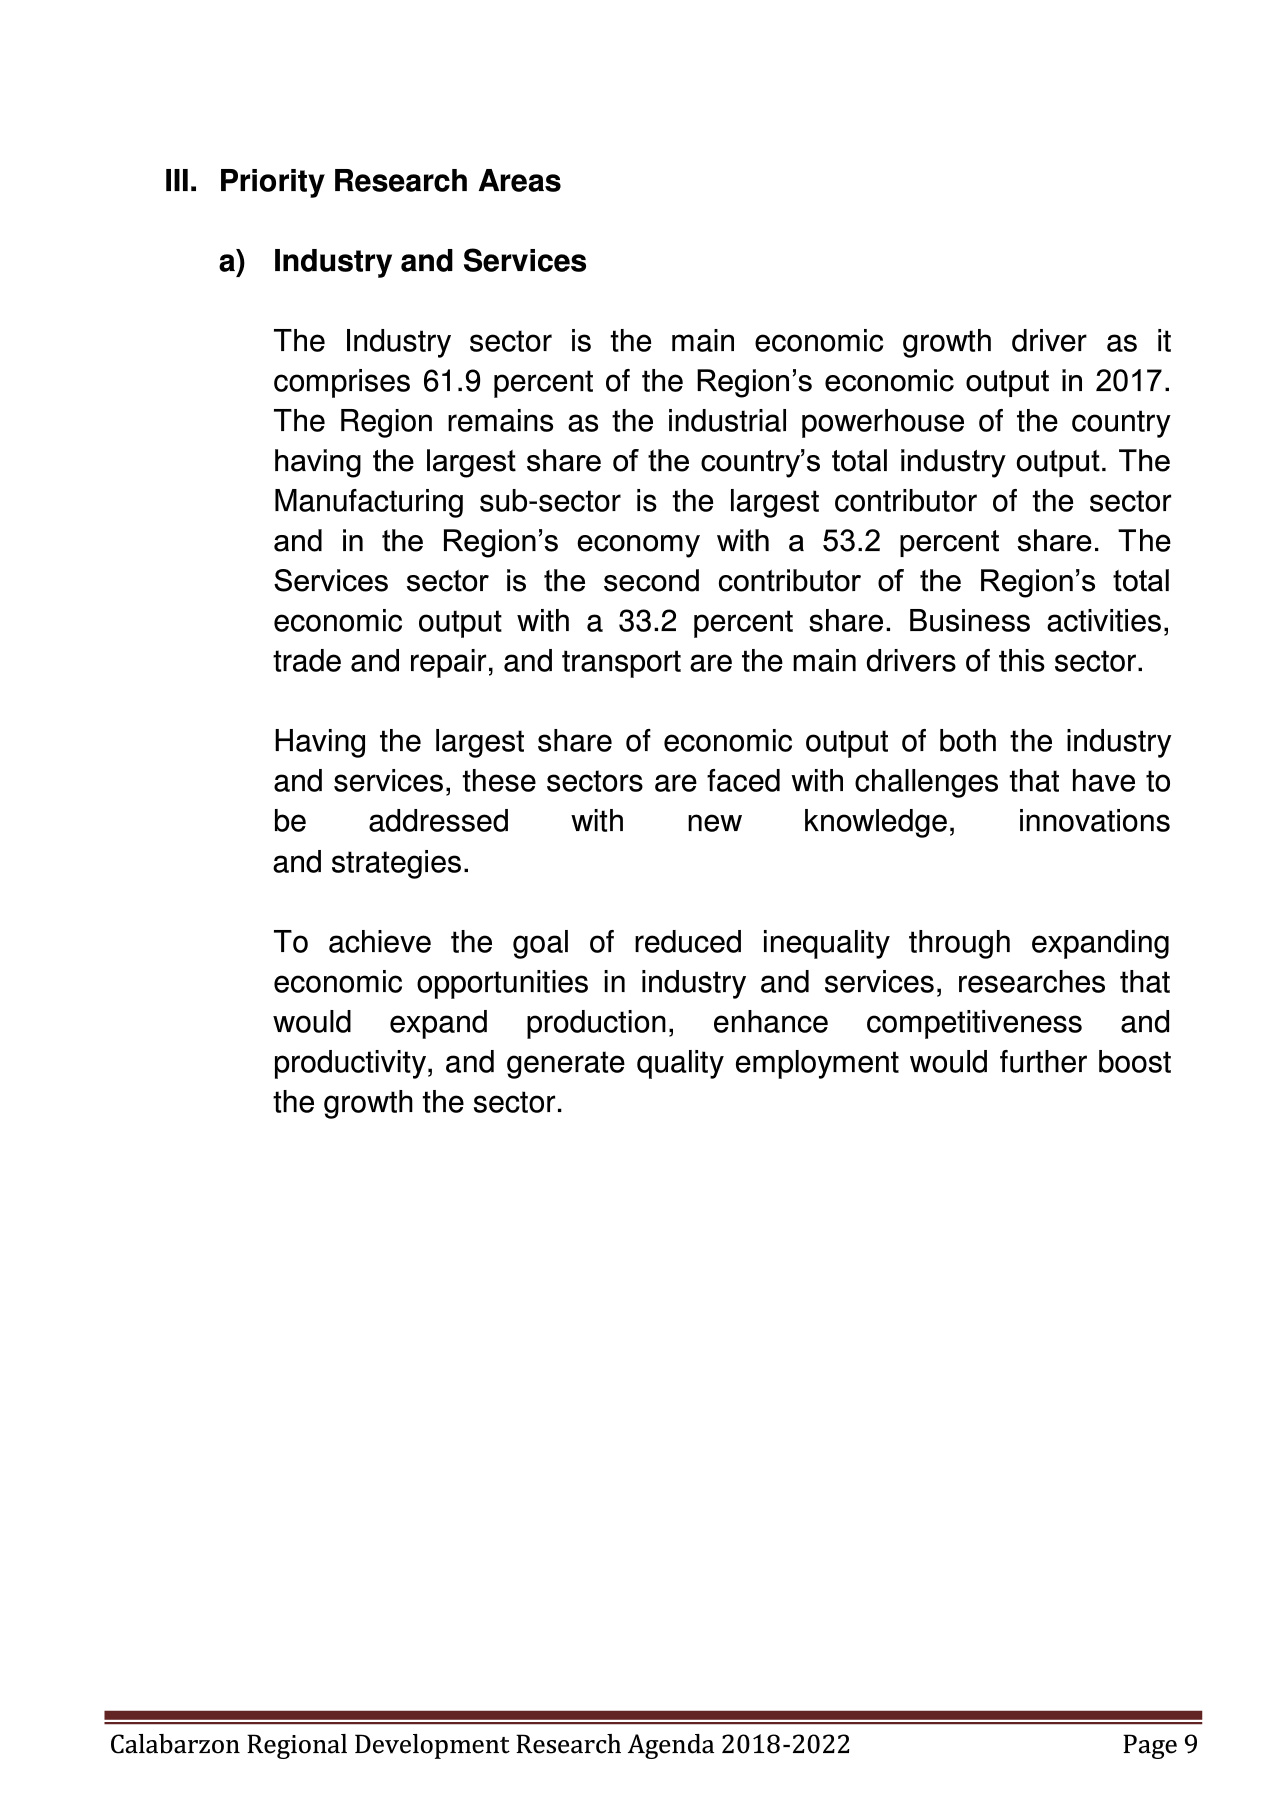 III. Priority Research Areas
a) Industry and Services
The Industry sector is the main economic growth driver as it
comprises 61.9 percent of the Region’s economic output in 2017.
The Region remains as the industrial powerhouse of the country
having the largest share of the country’s total industry output. The
Manufacturing sub-sector is the largest contributor of the sector
and in the Region’s economy with a 53.2 percent share. The
Services sector is the second contributor of the Region’s total
economic output with a 33.2 percent share. Business activities,
trade and repair, and transport are the main drivers of this sector.
Having the largest share of economic output of both the industry
and services, these sectors are faced with challenges that have to
be addressed with new knowledge, innovations
and strategies.
To achieve the goal of reduced inequality through expanding
economic opportunities in industry and services, researches that
would expand production, enhance competitiveness and
productivity, and generate quality employment would further boost
the growth the sector.
Calabarzon Regional Development Research Agenda 2018-2022 Page 9